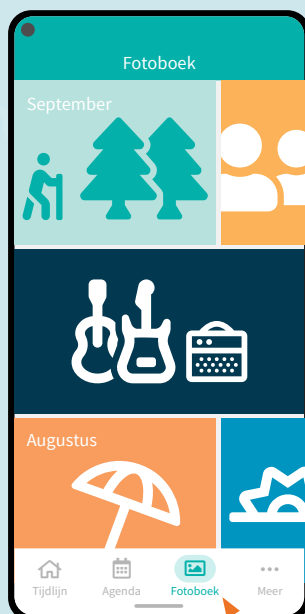 Fotoboek
September
Augustus
Tijdlijn
Agenda
Fotoboek
Meer